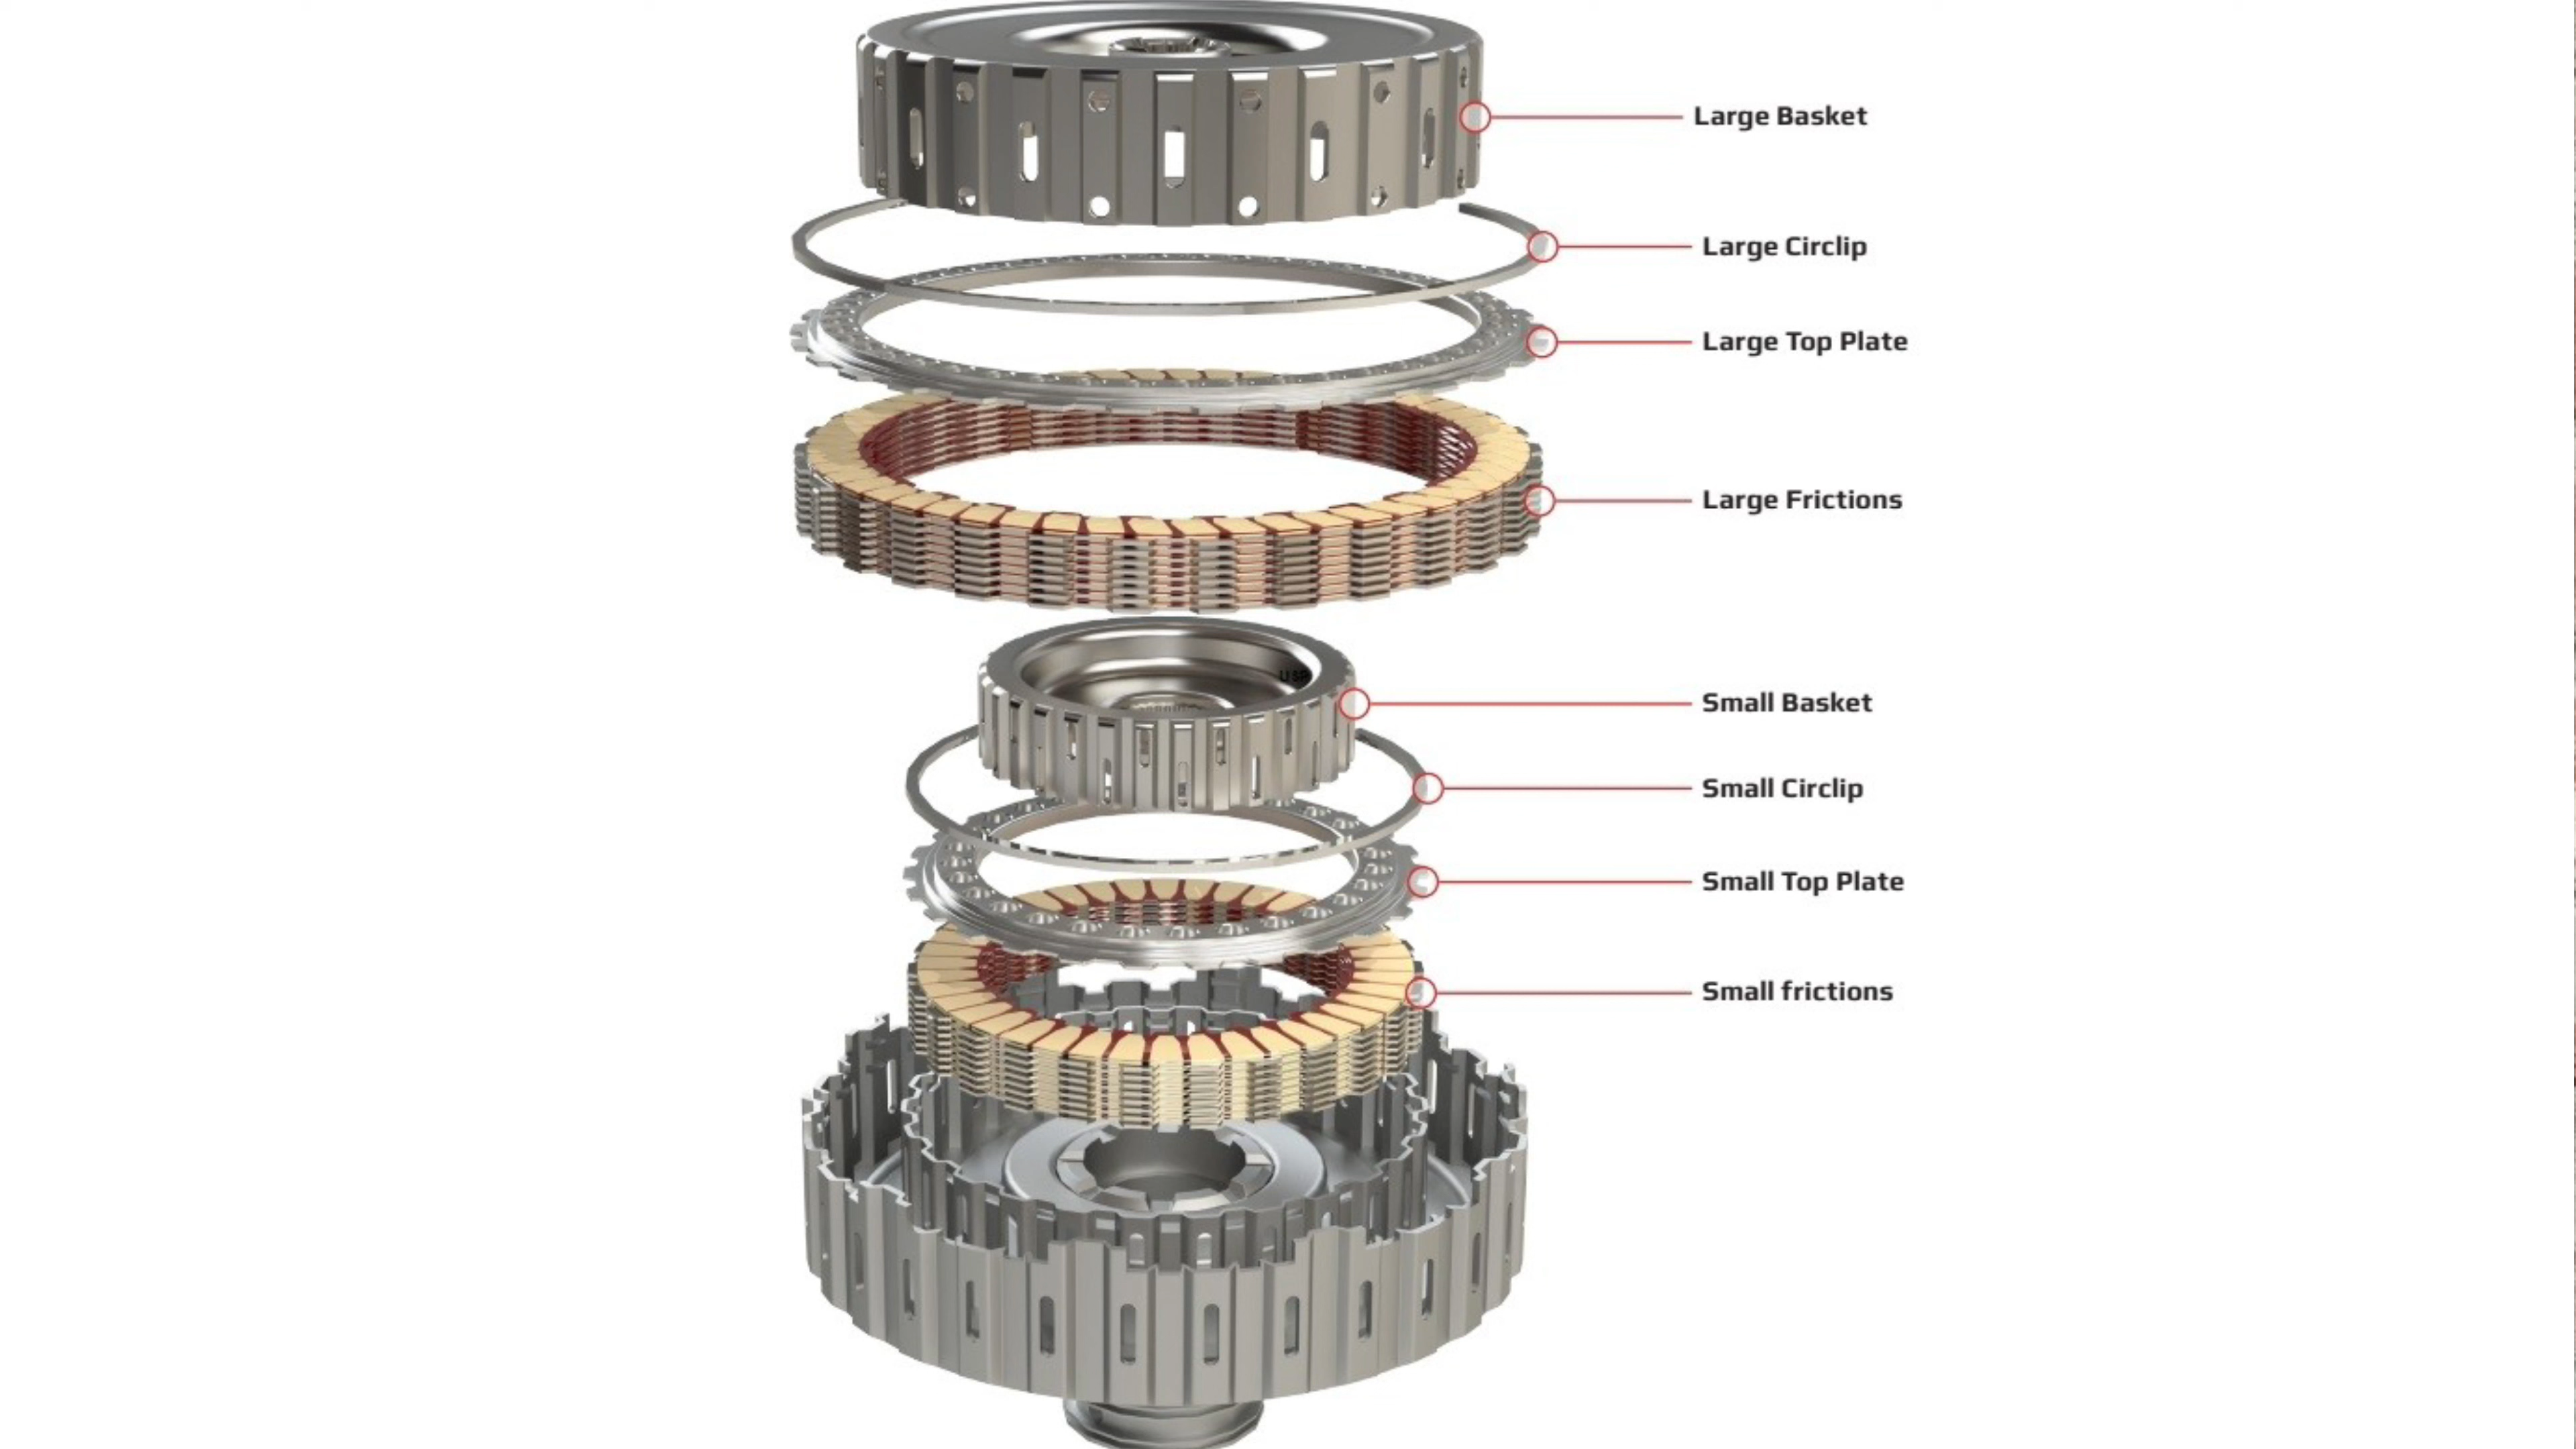 Large Basket
Large Circlip
Large Top Plate
Large Frictions
Small Basket
Small Circlip
Small Top Plate
Small frictions